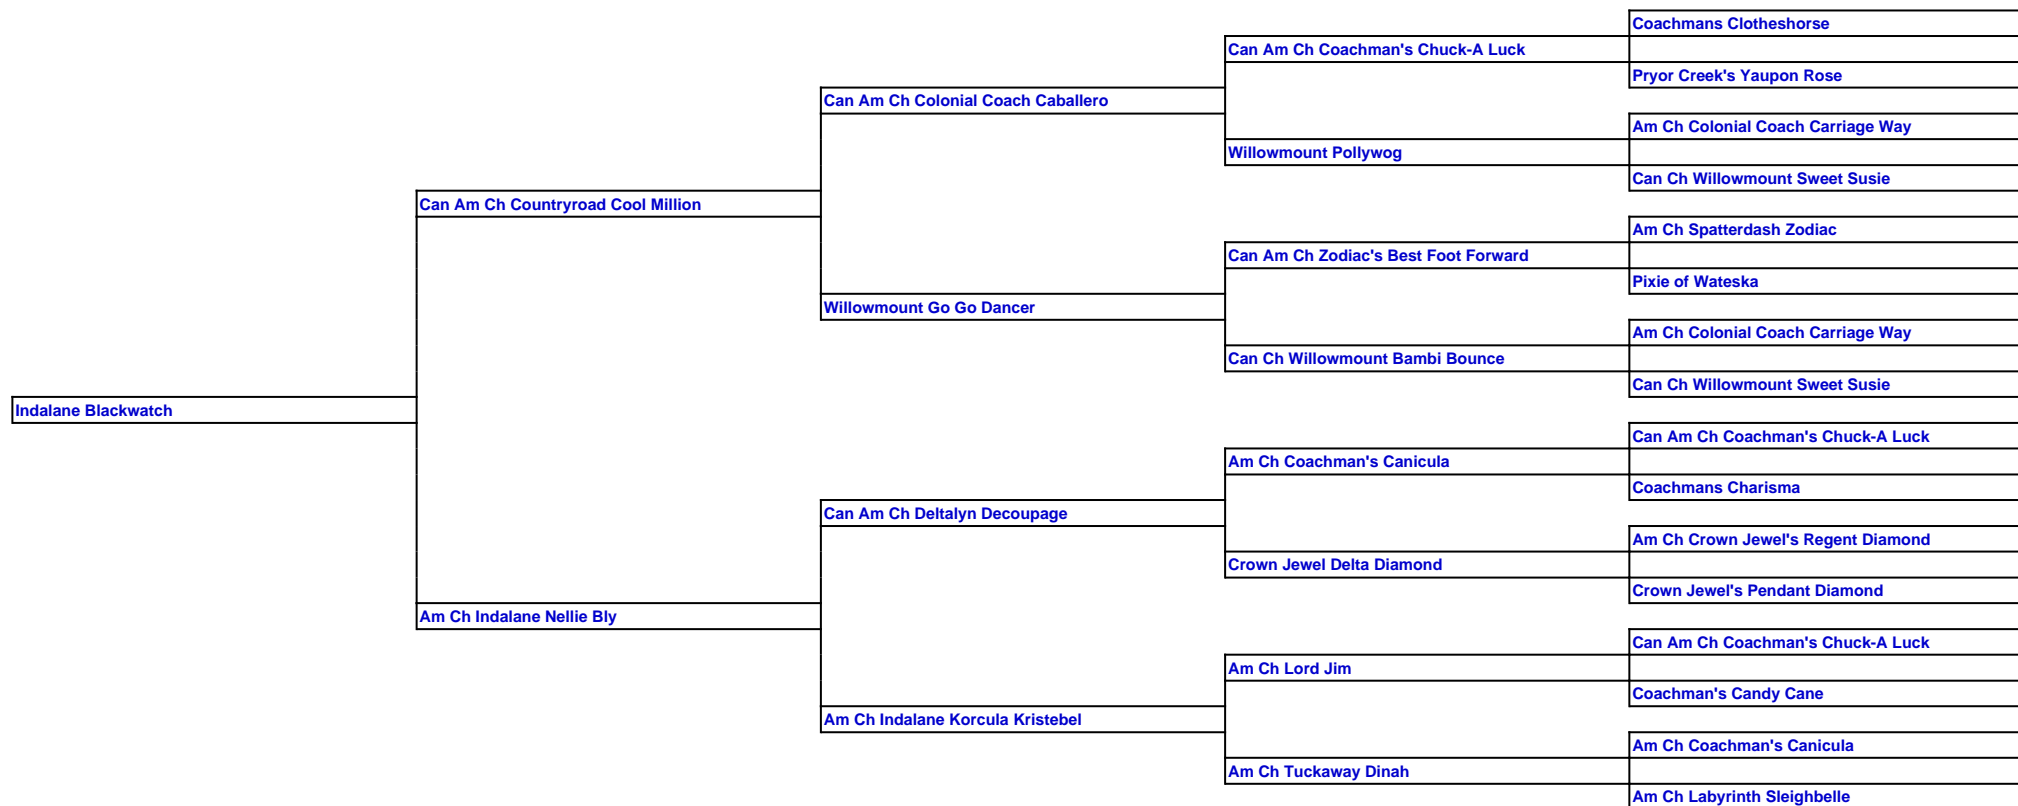 Coachmans Clotheshorse
Can Am Ch Coachman's Chuck-A Luck
Pryor Creek's Yaupon Rose
Can Am Ch Colonial Coach Caballero
Am Ch Colonial Coach Carriage Way
Willowmount Pollywog
Can Ch Willowmount Sweet Susie
Can Am Ch Countryroad Cool Million
Am Ch Spatterdash Zodiac
Can Am Ch Zodiac's Best Foot Forward
Pixie of Wateska
Willowmount Go Go Dancer
Am Ch Colonial Coach Carriage Way
Can Ch Willowmount Bambi Bounce
Can Ch Willowmount Sweet Susie
Indalane Blackwatch
Can Am Ch Coachman's Chuck-A Luck
Am Ch Coachman's Canicula
Coachmans Charisma
Can Am Ch Deltalyn Decoupage
Am Ch Crown Jewel's Regent Diamond
Crown Jewel Delta Diamond
Crown Jewel's Pendant Diamond
Am Ch Indalane Nellie Bly
Can Am Ch Coachman's Chuck-A Luck
Am Ch Lord Jim
Coachman's Candy Cane
Am Ch Indalane Korcula Kristebel
Am Ch Coachman's Canicula
Am Ch Tuckaway Dinah
Am Ch Labyrinth Sleighbelle